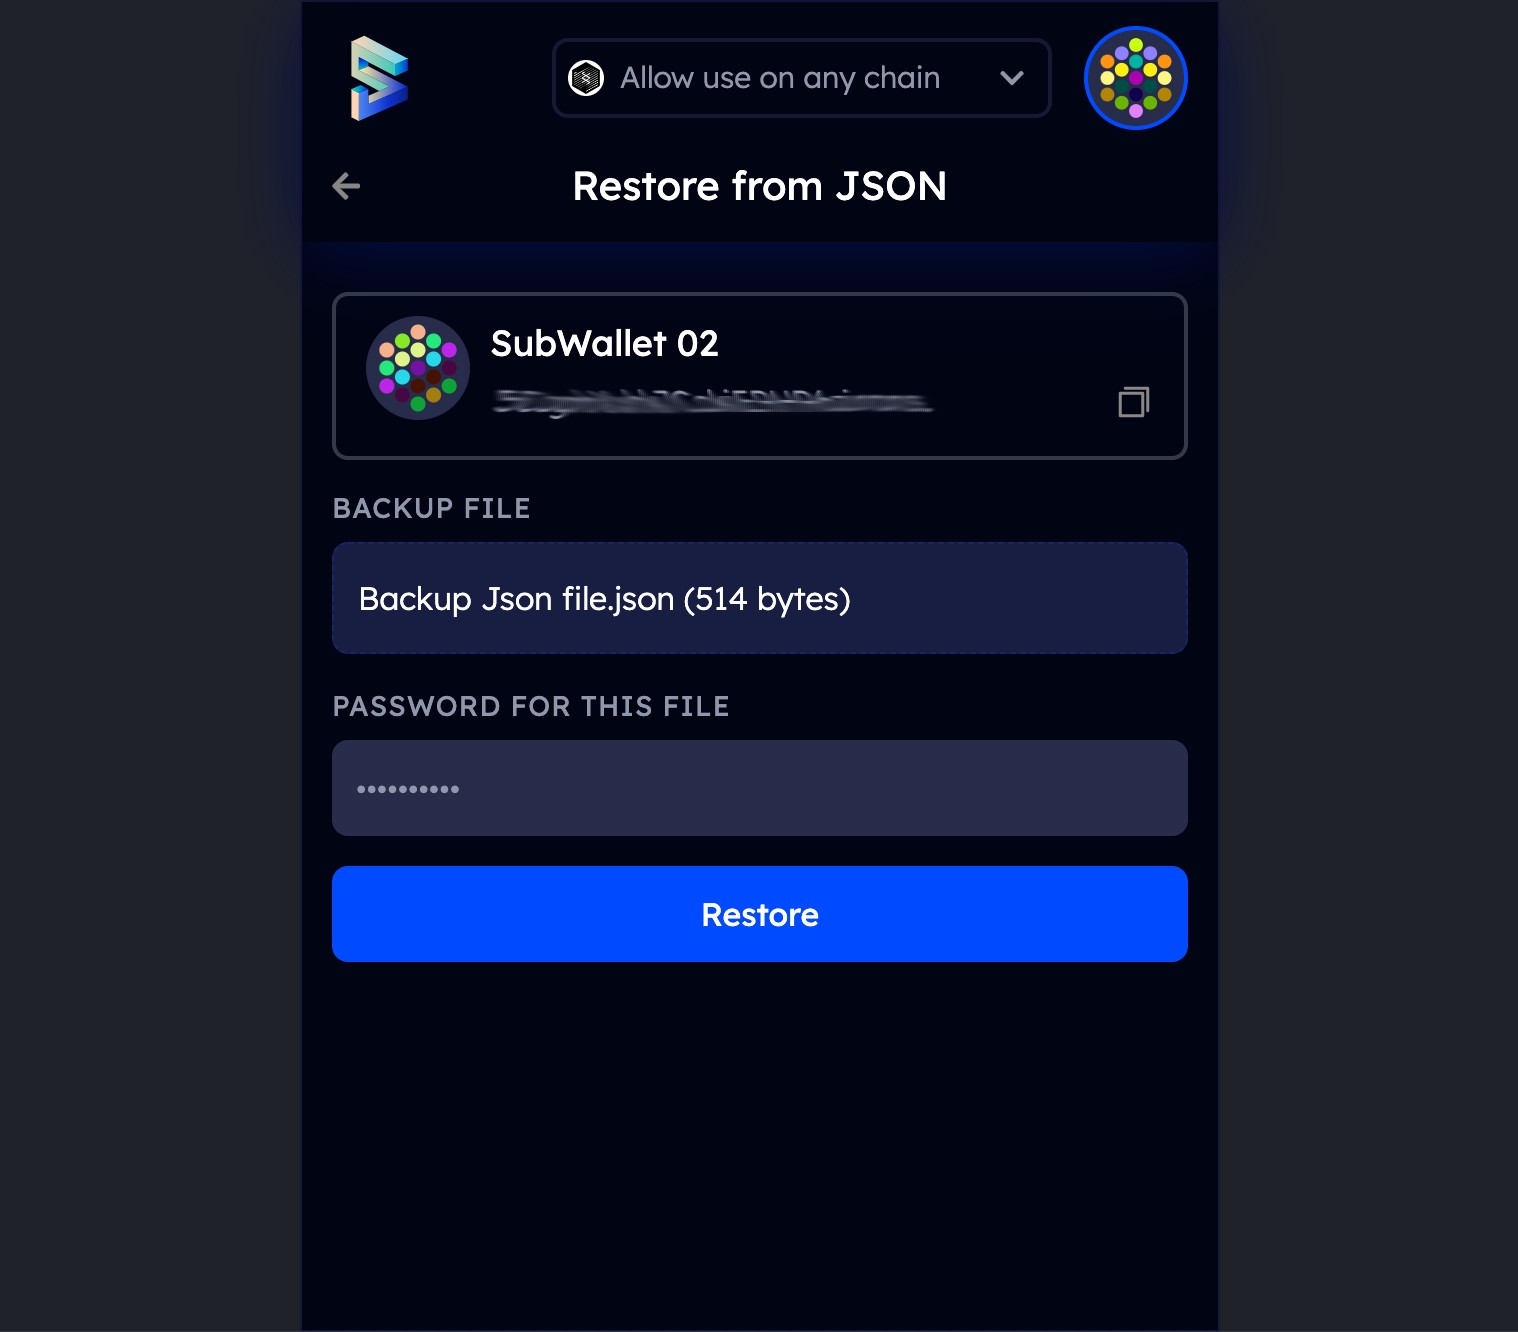 Allow use on any chain
Restore from JSON
SubWallet 02
BACKUP FILE
Backup Json file.json (514 bytes)
PASSWORD FOR THIS FILE
••••••••••
Restore